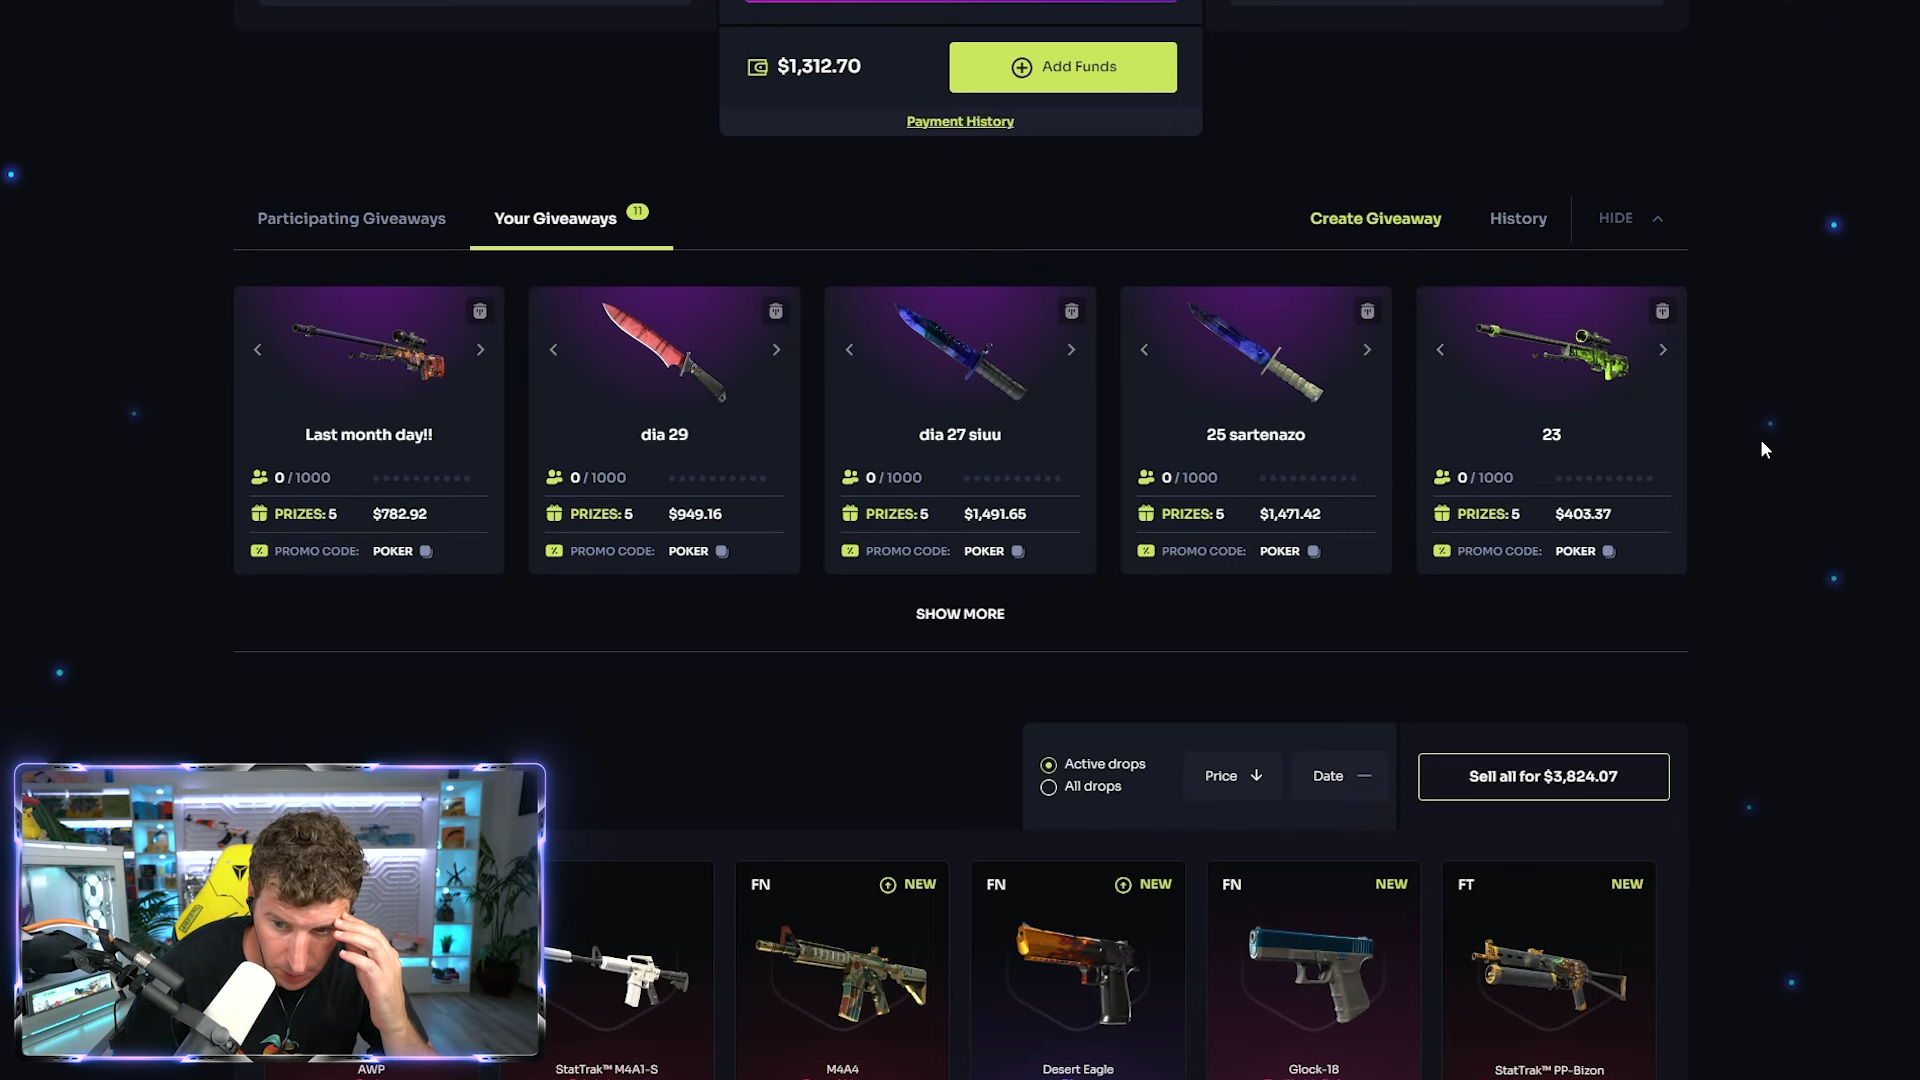 $1,312.70
Add Funds
Payment History
Participating Giveaways
Your Giveaways 11
Create Giveaway
History
HIDE
Last month day!!
0 / 1000
PRIZES: 5 $782.92
PROMO CODE: POKER
dia 29
0 / 1000
PRIZES: 5 $949.16
PROMO CODE: POKER
dia 27 siuu
0 / 1000
PRIZES: 5 $1,491.65
PROMO CODE: POKER
25 sartenazo
0 / 1000
PRIZES: 5 $1,471.42
PROMO CODE: POKER
23
0 / 1000
PRIZES: 5 $403.37
PROMO CODE: POKER
SHOW MORE
Active drops
All drops
Price
Date
Sell all for $3,824.07
AWP
StatTrak™ M4A1-S
FN NEW
M4A4
FN NEW
Desert Eagle
FN NEW
Glock-18
FT NEW
StatTrak™ PP-Bizon